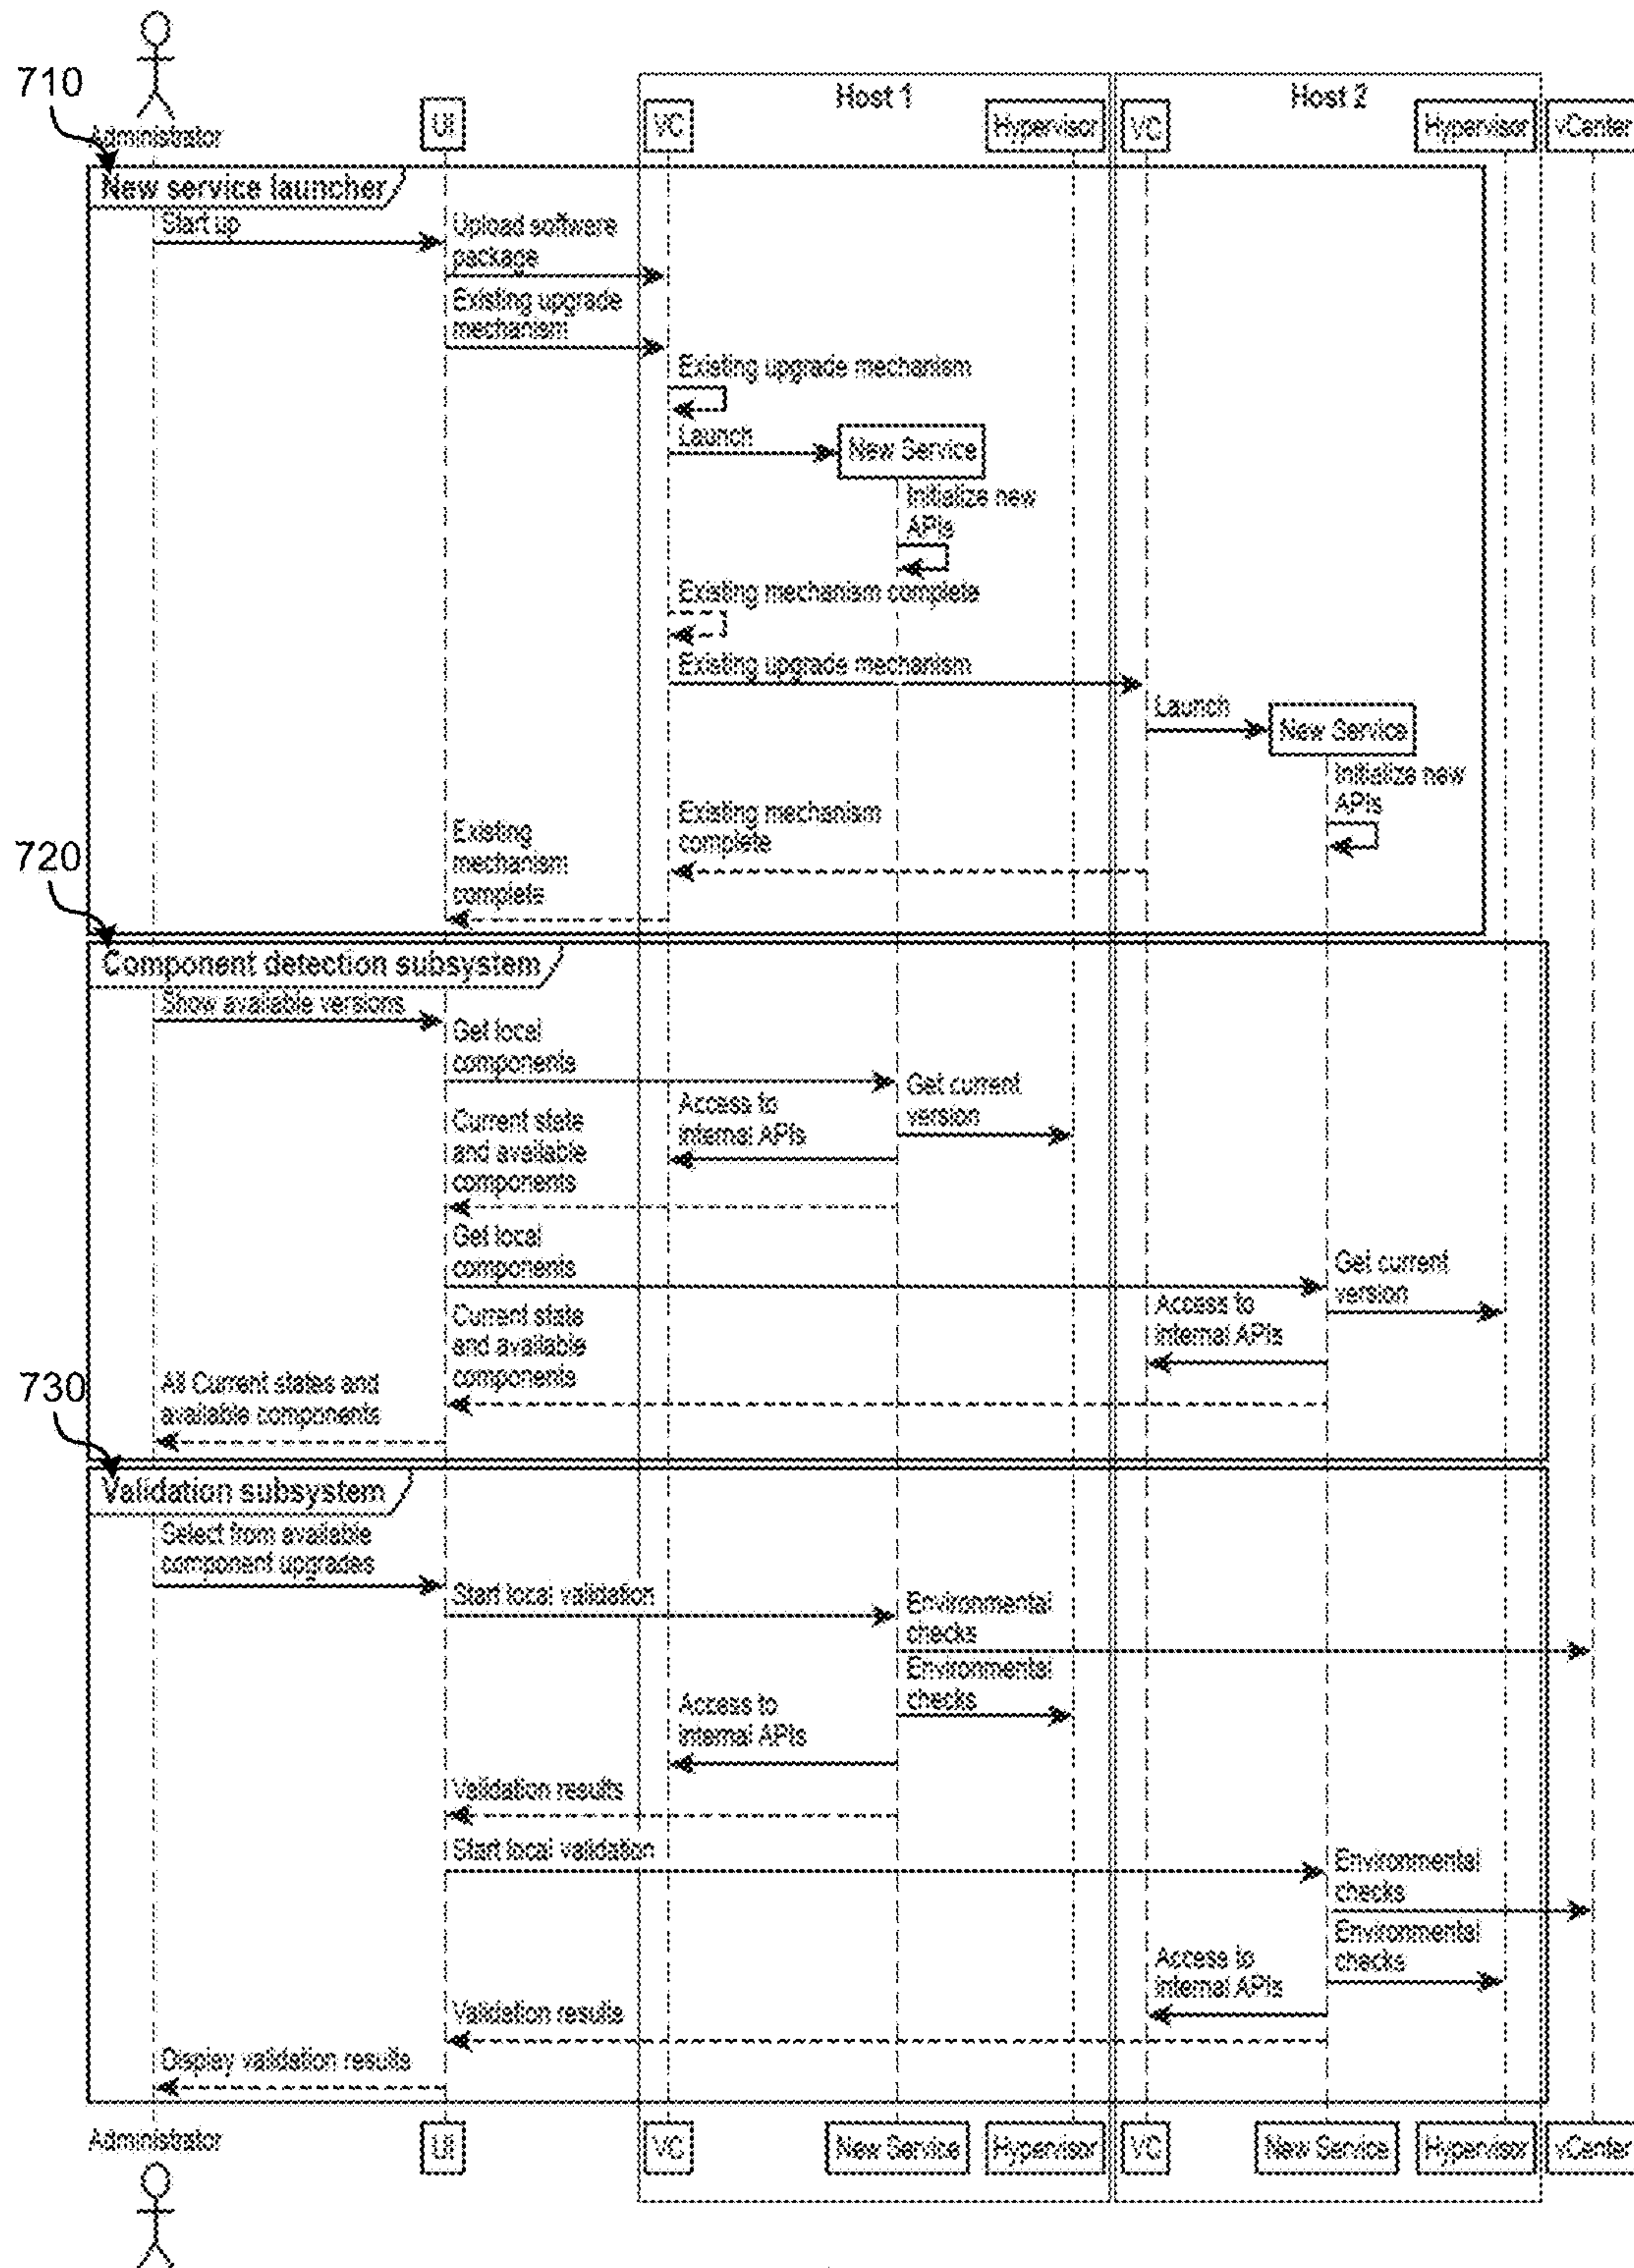 710
Administrator
UI
VC
Host 1
Hypervisor
VC
Host 2
Hypervisor
vCenter
New service launcher
Start up
Upload software
package
Existing upgrade
mechanism
Existing upgrade mechanism
Launch
New Service
Initialize new
APIs
Existing mechanism complete
Existing upgrade mechanism
Launch
New Service
Initialize new
APIs
Existing mechanism
complete
Existing
mechanism
complete
720
Component detection subsystem
Show available versions
Get local
components
Get current
version
Access to
internal APIs
Current state
and available
components
Get local
components
Get current
version
Access to
internal APIs
Current state
and available
components
All Current states and
available components
730
Validation subsystem
Select from available
component upgrades
Start local validation
Environmental
checks
Environmental
checks
Access to
internal APIs
Validation results
Start local validation
Environmental
checks
Environmental
checks
Access to
internal APIs
Validation results
Display validation results
Administrator
UI
VC
New Service
Hypervisor
VC
New Service
Hypervisor
vCenter